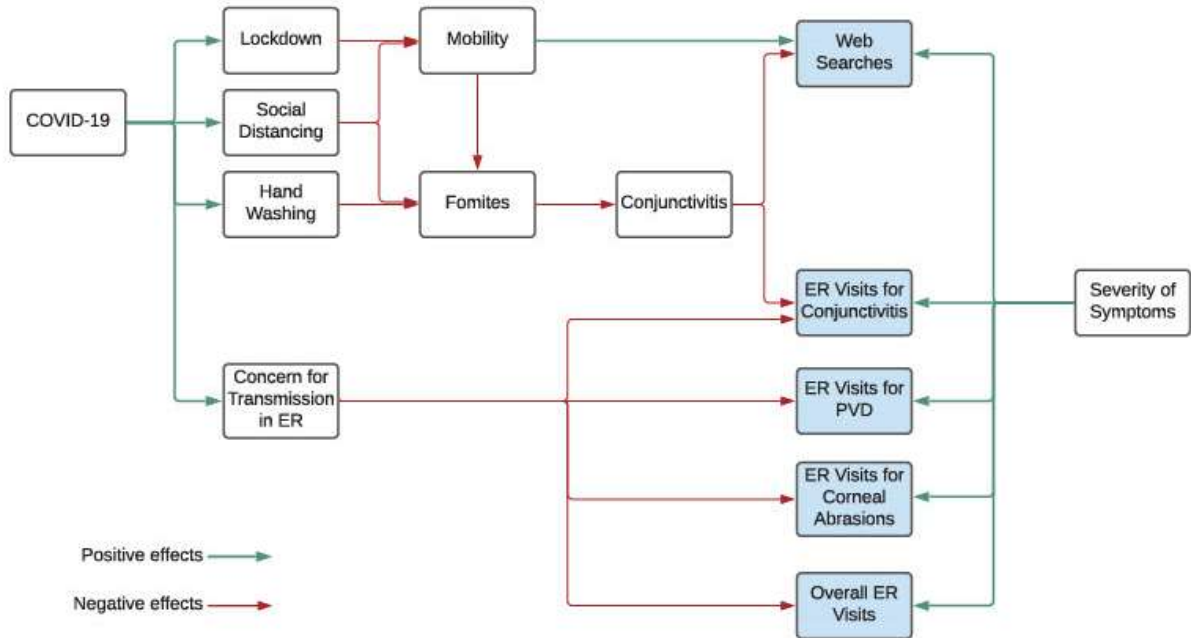 Lockdown
Mobility
Web
Searches
COVID-19
Social
Distancing
Hand
Washing
Fomites
Conjunctivitis
ER Visits for
Conjunctivitis
Severity of
Symptoms
Concern for
Transmission
in ER
ER Visits for
PVD
ER Visits for
Corneal
Abrasions
Positive effects
Negative effects
Overall ER
Visits